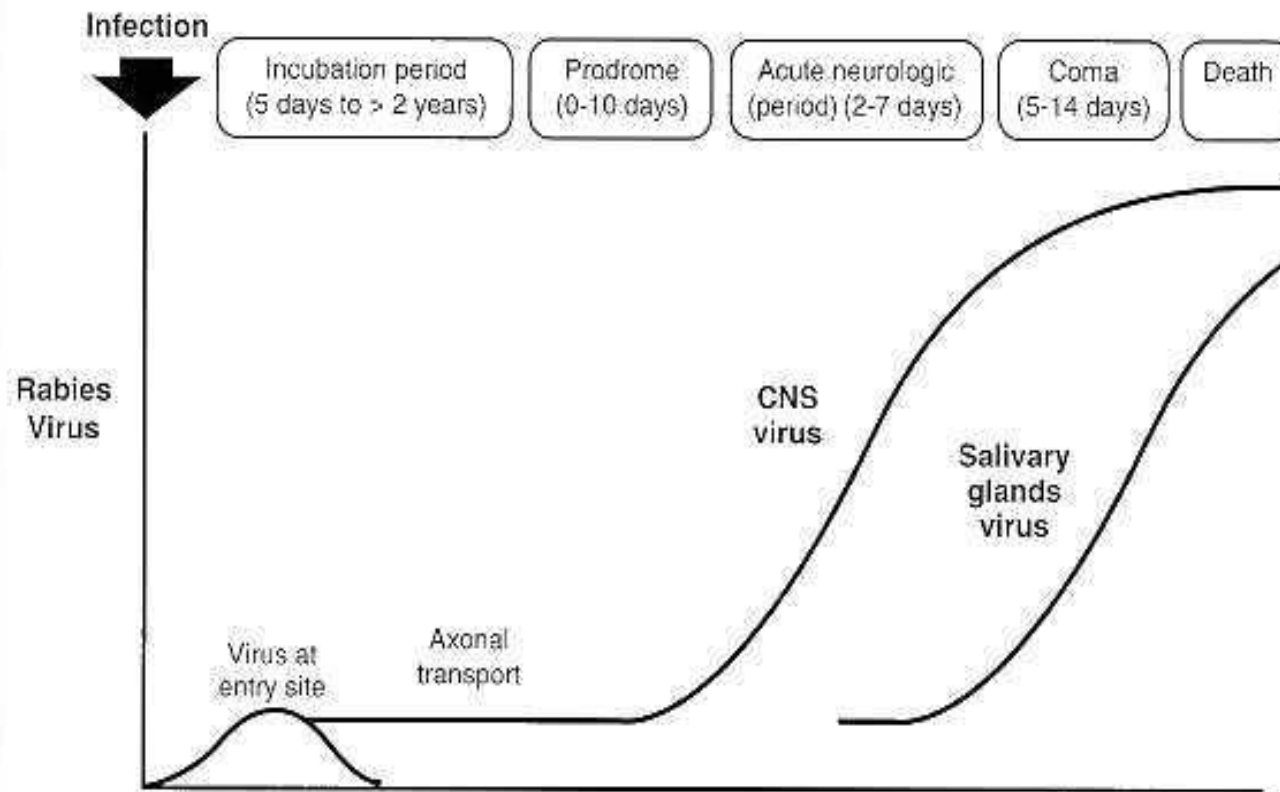 Infection
Incubation period
(5 days to > 2 years)
Prodrome
(0-10 days)
Acute neurologic
(period) (2-7 days)
Coma
(5-14 days)
Death
Rabies
Virus
CNS
virus
Salivary
glands
virus
Virus at
entry site
Axonal
transport